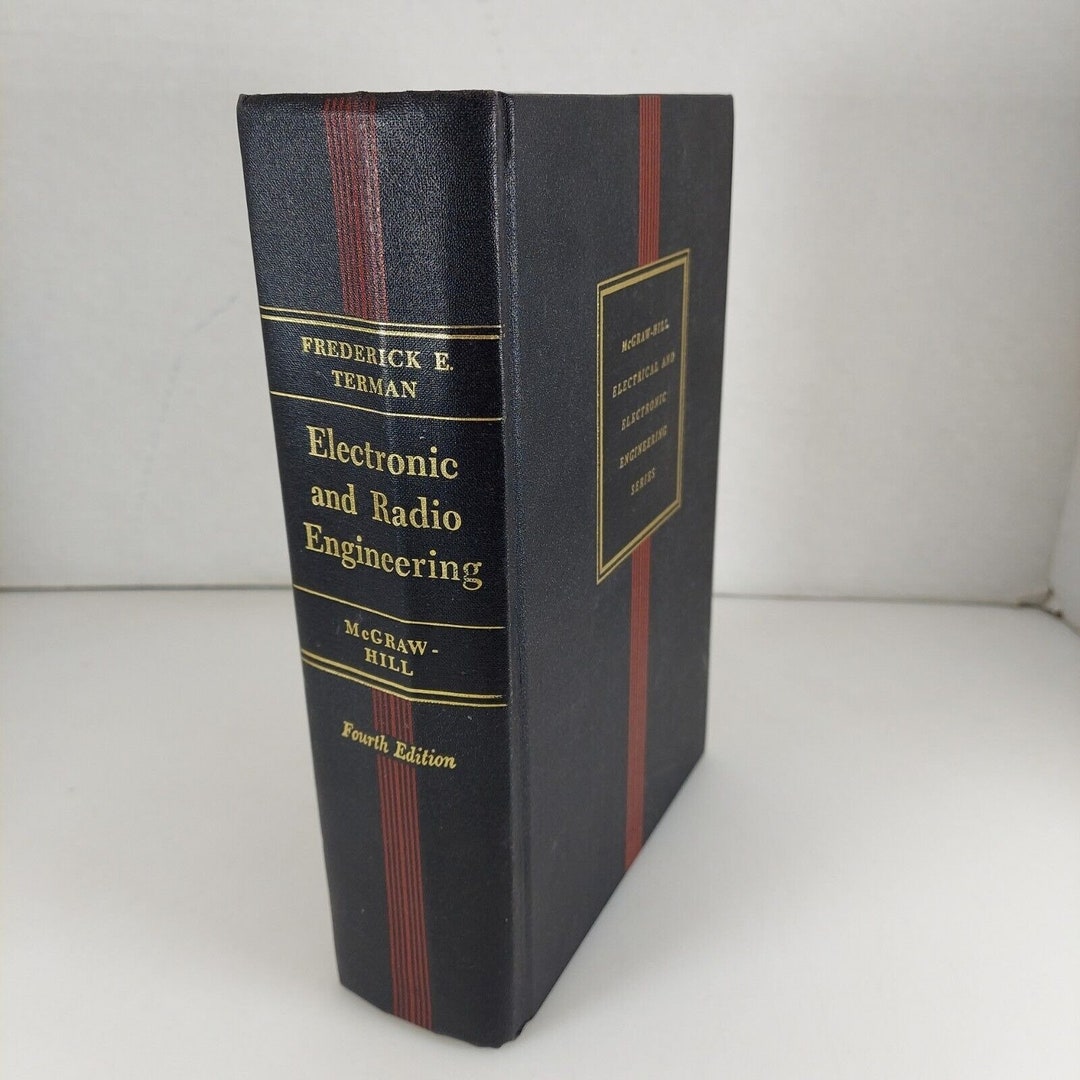 FREDERICK E.
TERMAN
Electronic
and Radio
Engineering
McGRAW-
HILL
Fourth Edition
McGRAW-HILL
ELECTRICAL AND
ELECTRONIC
ENGINEERING
SERIES